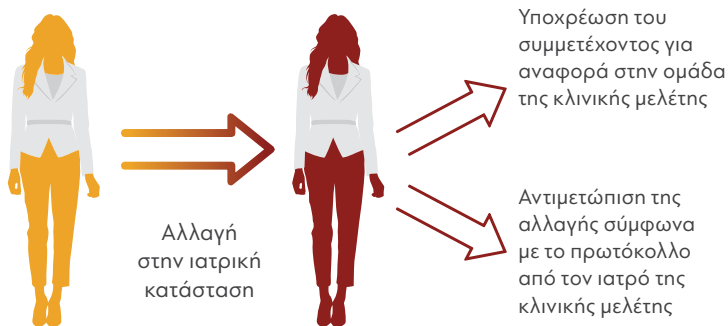 Υποχρέωση του
συμμετέχοντος για
αναφορά στην ομάδα
της κλινικής μελέτης
Αλλαγή
στην ιατρική
κατάσταση
Αντιμετώπιση της
αλλαγής σύμφωνα
με το πρωτόκολλο
από τον ιατρό της
κλινικής μελέτης